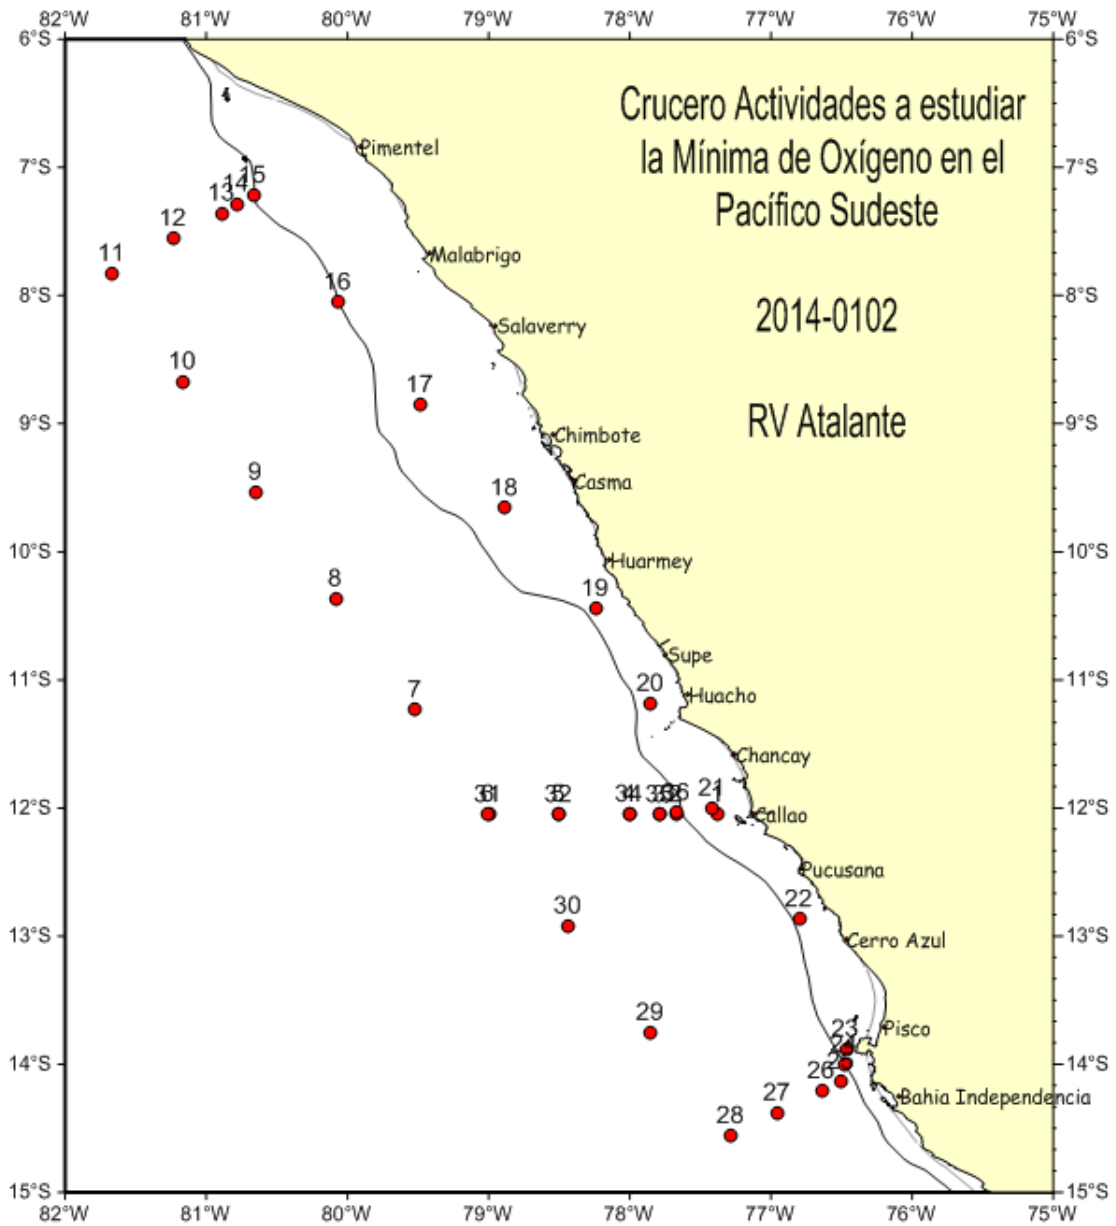 82°W 81°W 80°W 79°W 78°W 77°W 76°W 75°W
6°S 6°S
Crucero Actividades a estudiar
la Mínima de Oxígeno en el
Pacífico Sudeste
2014-0102
RV Atalante
Pimentel
7°S 7°S
15
14
13
12
Malabrigo
11
8°S 8°S
16
Salaverry
10
17
9°S 9°S
Chimbote
9
Casma
18
10°S 10°S
Huarmey
8
19
Supe
11°S 11°S
7
20
Huacho
Chancay
12°S 12°S
21 1
Callao
Pucusana
22
30
13°S 13°S
Cerro Azul
29
23
Pisco
14°S 14°S
26
27
Bahia Independencia
28
15°S 15°S
82°W 81°W 80°W 79°W 78°W 77°W 76°W 75°W